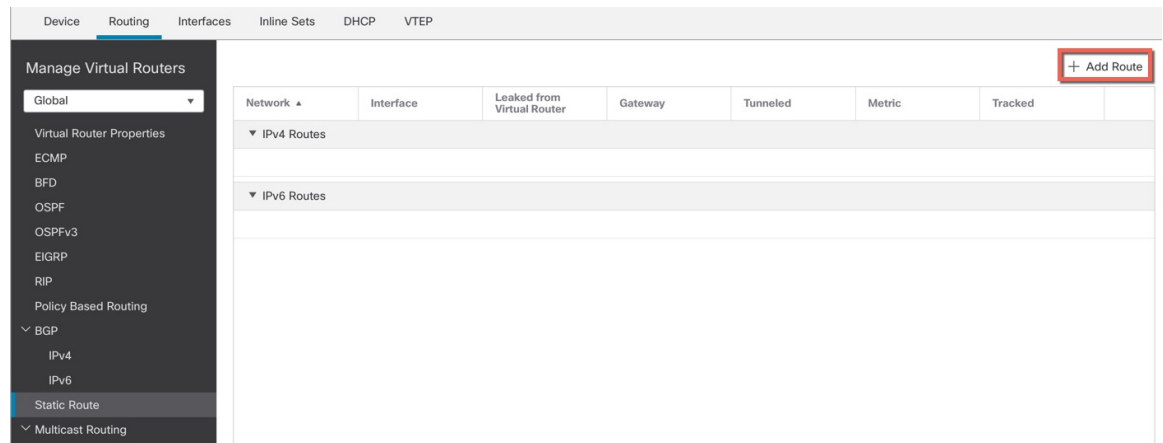 Device Routing Interfaces Inline Sets DHCP VTEP
Manage Virtual Routers
Global
Virtual Router Properties
ECMP
BFD
OSPF
OSPFv3
EIGRP
RIP
Policy Based Routing
BGP
IPv4
IPv6
Static Route
Multicast Routing
+ Add Route
Network Interface Leaked from Virtual Router Gateway Tunneled Metric Tracked
IPv4 Routes
IPv6 Routes